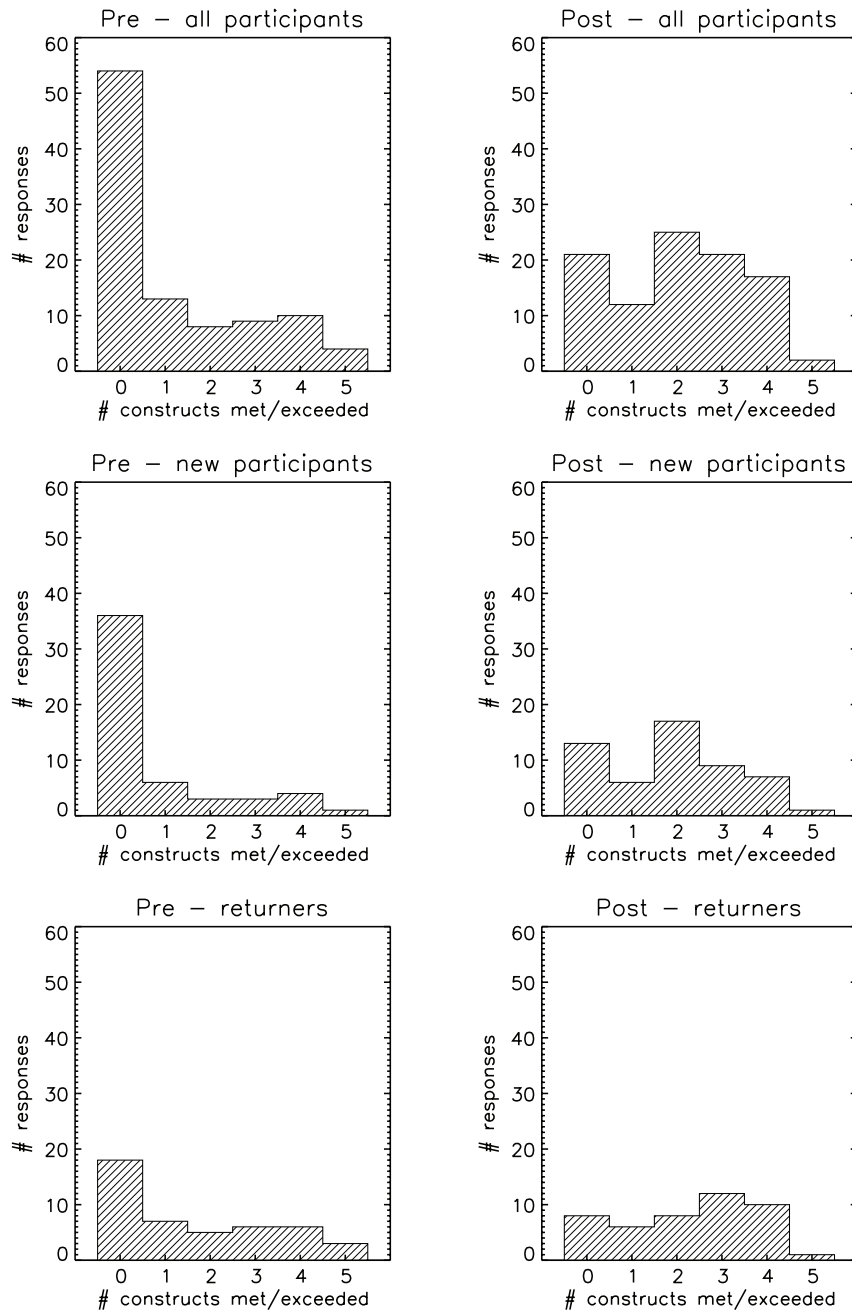 Pre – all participants
60
50
40
30
20
10
0
# responses
0 1 2 3 4 5
# constructs met/exceeded
Post – all participants
60
50
40
30
20
10
0
# responses
0 1 2 3 4 5
# constructs met/exceeded
Pre – new participants
60
50
40
30
20
10
0
# responses
0 1 2 3 4 5
# constructs met/exceeded
Post – new participants
60
50
40
30
20
10
0
# responses
0 1 2 3 4 5
# constructs met/exceeded
Pre – returners
60
50
40
30
20
10
0
# responses
0 1 2 3 4 5
# constructs met/exceeded
Post – returners
60
50
40
30
20
10
0
# responses
0 1 2 3 4 5
# constructs met/exceeded